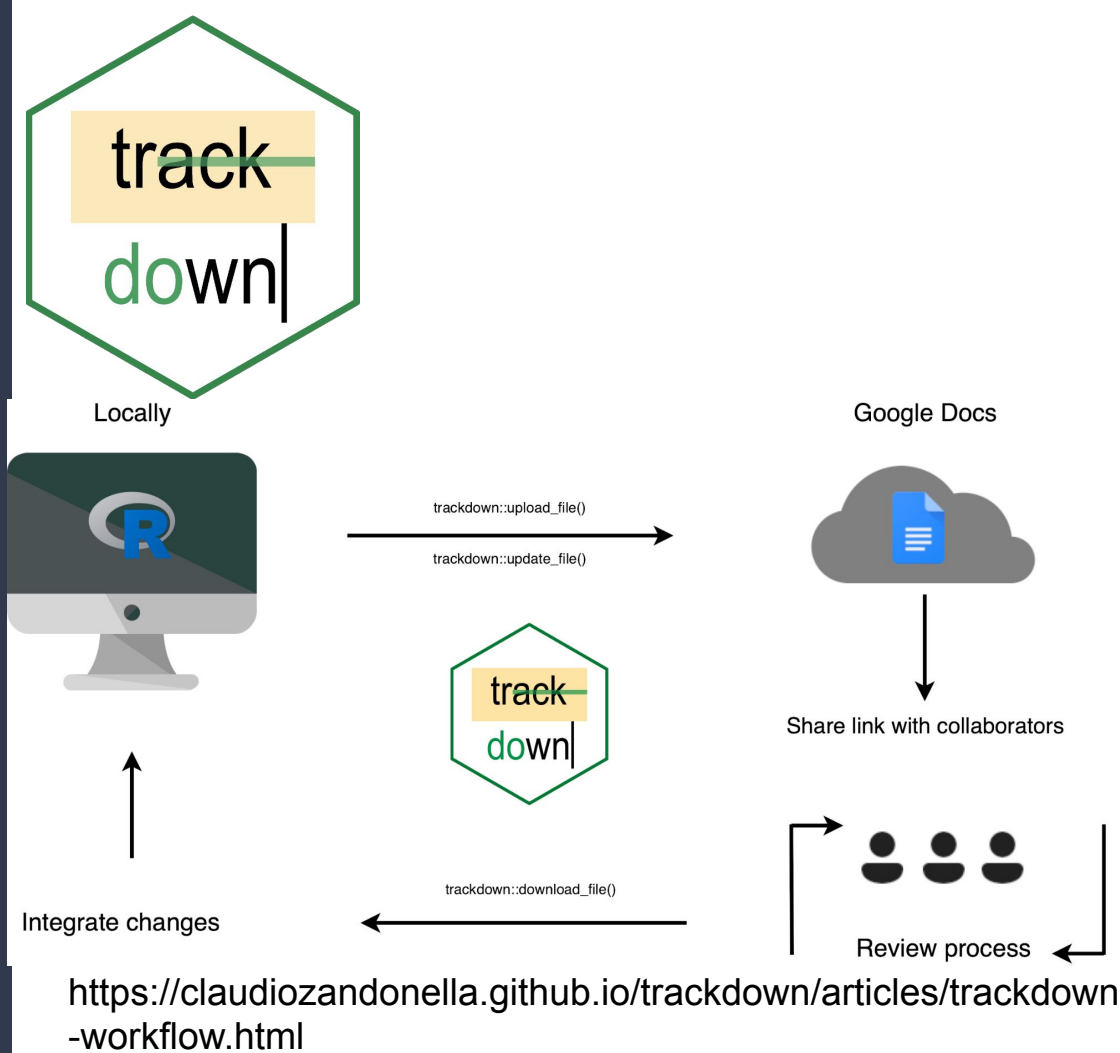 track
down
Locally
Google Docs
R
trackdown::upload_file()
trackdown::update_file()
track
down
Share link with collaborators
trackdown::download_file()
Integrate changes
Review process
https://claudiozandonella.github.io/trackdown/articles/trackdown
-workflow.html